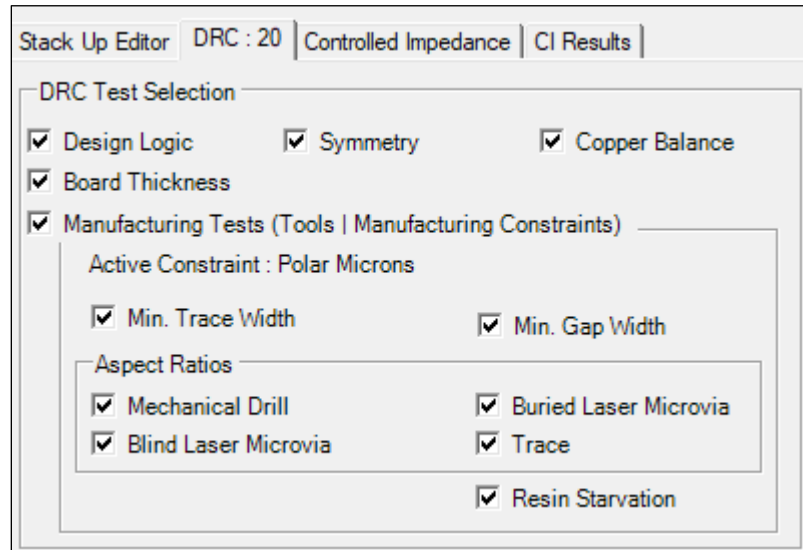 Stack Up Editor DRC : 20 Controlled Impedance CI Results
DRC Test Selection
Design Logic Symmetry Copper Balance
Board Thickness
Manufacturing Tests (Tools | Manufacturing Constraints)
Active Constraint : Polar Microns
Min. Trace Width Min. Gap Width
Aspect Ratios
Mechanical Drill Buried Laser Microvia
Blind Laser Microvia Trace
Resin Starvation